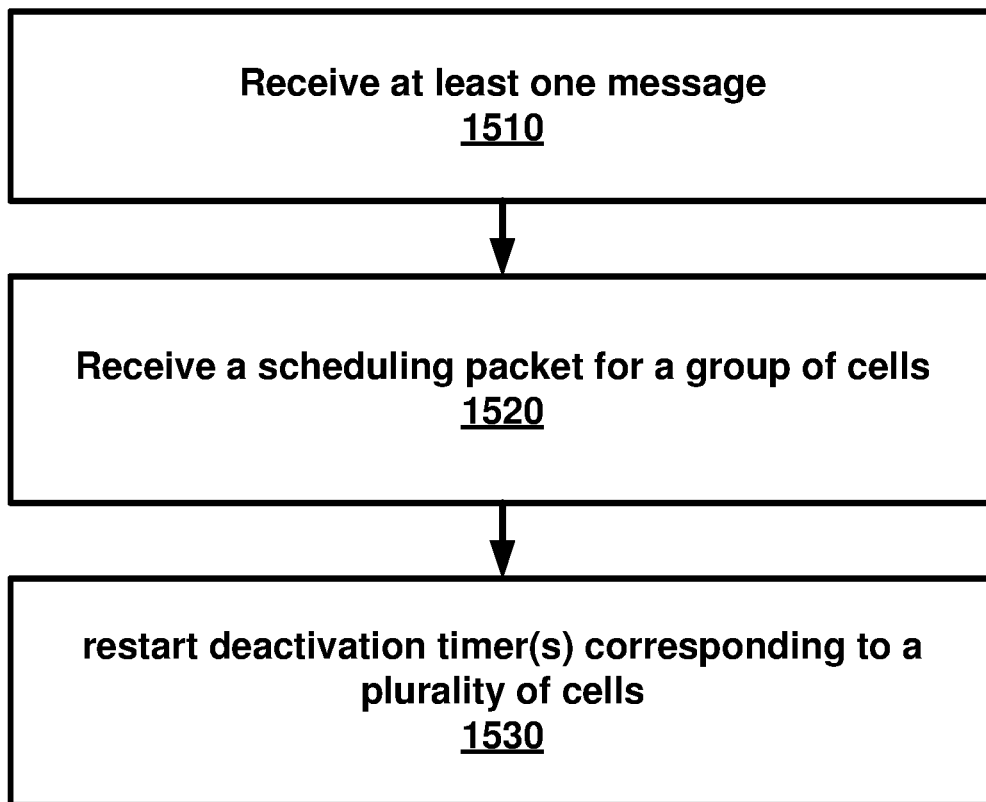 Receive at least one message
1510
Receive a scheduling packet for a group of cells
1520
restart deactivation timer(s) corresponding to a
plurality of cells
1530